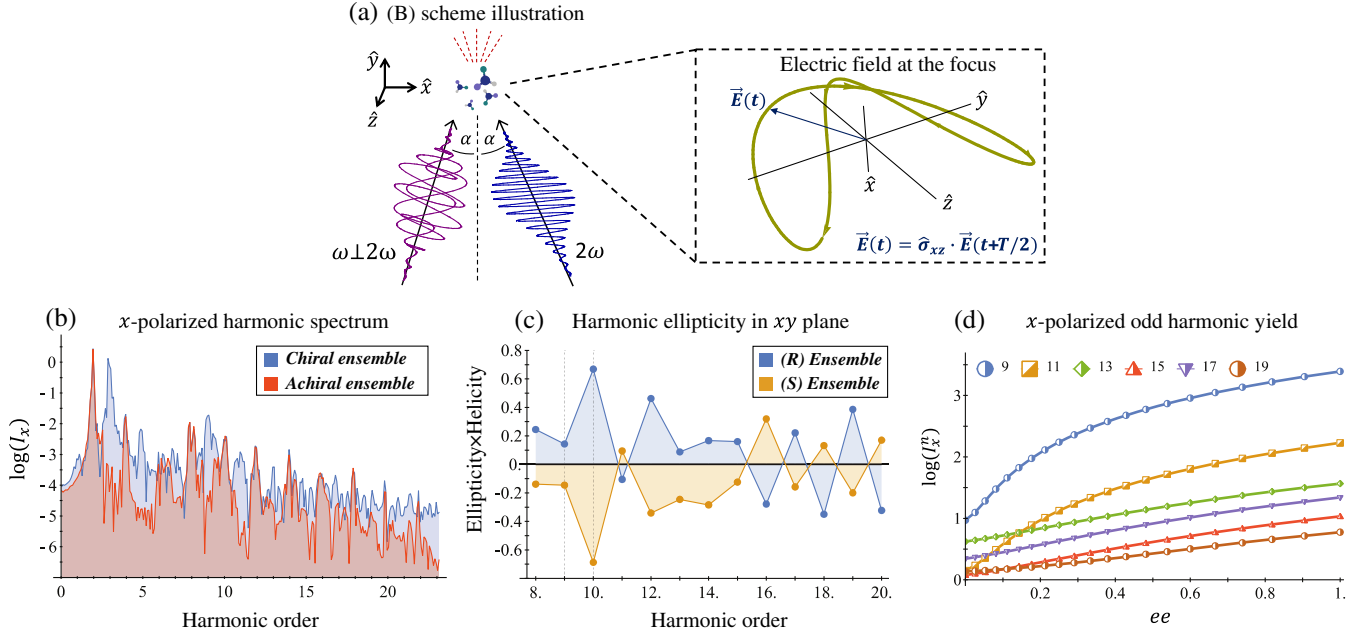 (a) (B) scheme illustration
ŷ
x̂
ẑ
α α
ω⊥2ω
2ω
Electric field at the focus
E⃗(t)
ŷ
x̂
ẑ
E⃗(t) = σ̂xz · E⃗(t+T/2)
(b) x-polarized harmonic spectrum
Chiral ensemble
Achiral ensemble
log(Ix)
0
- 1
- 2
-3
-4
-5
-6
0 5 10 15 20
Harmonic order
(c) Harmonic ellipticity in xy plane
(R) Ensemble
(S) Ensemble
Ellipticity×Helicity
0.8
0.6
0.4
0.2
0
-0.2
-0.4
-0.6
8. 10. 12. 14. 16. 18. 20.
Harmonic order
(d) x-polarized odd harmonic yield
9 11 13 15 17 19
log(Iⁿx)
3
2
1
0
0.2 0.4 0.6 0.8 1.
ee